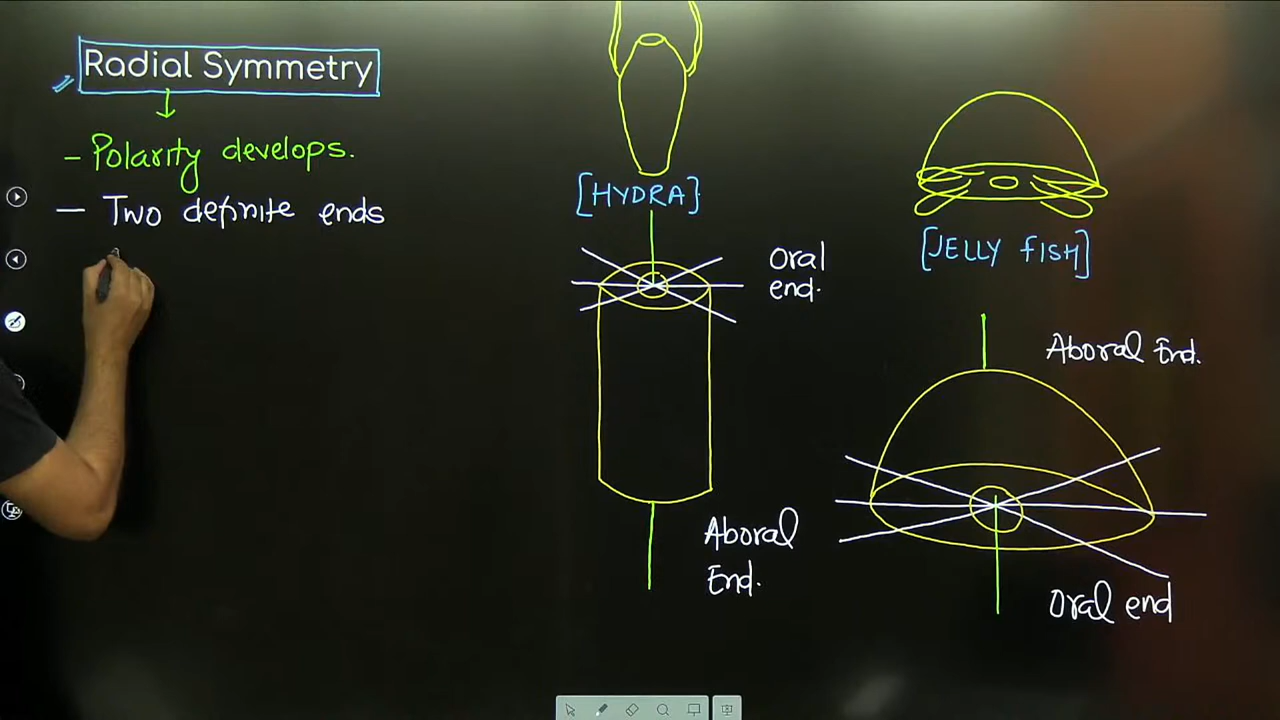 Radial Symmetry
- Polarity develops.
- Two definite ends
[HYDRA]
Oral
end.
Aboral
End.
[JELLY FISH]
Aboral End.
Oral end